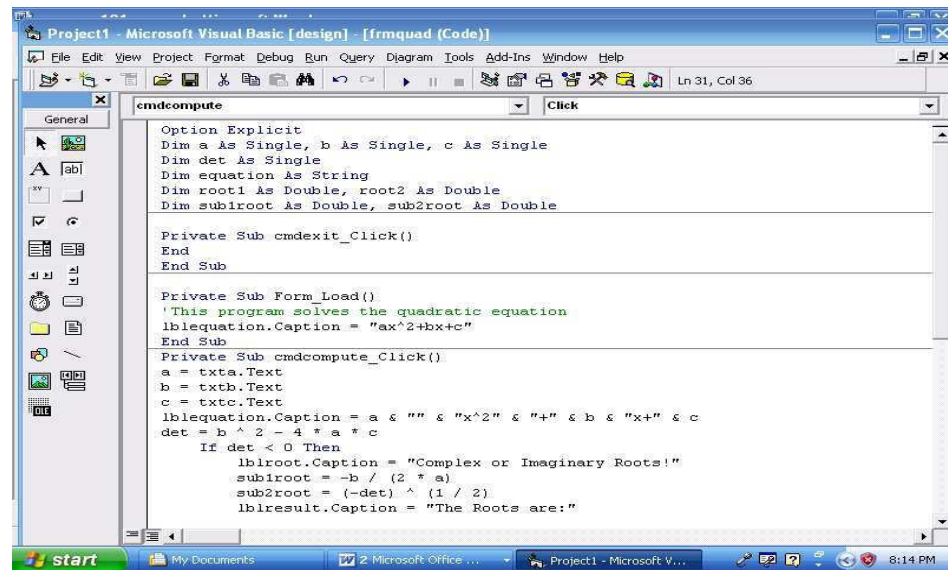 Project1 - Microsoft Visual Basic [design] - [frmquad (Code)]
File Edit View Project Format Debug Run Query Diagram Tools Add-Ins Window Help
Ln 31, Col 36
General
cmdcompute
Click
Option Explicit
Dim a As Single, b As Single, c As Single
Dim det As Single
Dim equation As String
Dim root1 As Double, root2 As Double
Dim sub1root As Double, sub2root As Double
Private Sub cmdexit_Click()
End
End Sub
Private Sub Form_Load()
'This program solves the quadratic equation
lblequation.Caption = "ax^2+bx+c"
End Sub
Private Sub cmdcompute_Click()
a = txta.Text
b = txtb.Text
c = txtc.Text
lblequation.Caption = a & "" & "x^2" & "+" & b & "x+" & c
det = b ^ 2 - 4 * a * c
If det < 0 Then
lblroot.Caption = "Complex or Imaginary Roots!"
sub1root = -b / (2 * a)
sub2root = (-det) ^ (1 / 2)
lblresult.Caption = "The Roots are:"
A
ab|
xv
OLE
start
My Documents
2 Microsoft Office ...
Project1 - Microsoft V...
8:14 PM